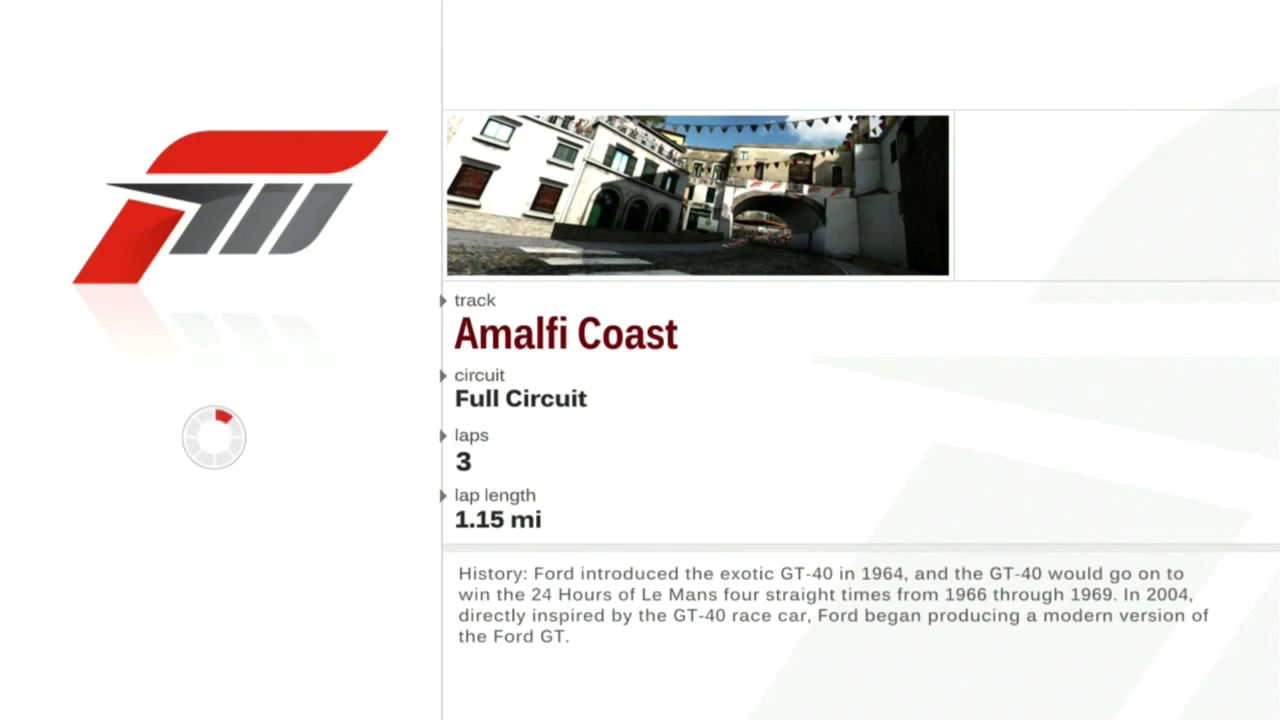 track
Amalfi Coast
circuit
Full Circuit
laps
3
lap length
1.15 mi
History: Ford introduced the exotic GT-40 in 1964, and the GT-40 would go on to
win the 24 Hours of Le Mans four straight times from 1966 through 1969. In 2004,
directly inspired by the GT-40 race car, Ford began producing a modern version of
the Ford GT.